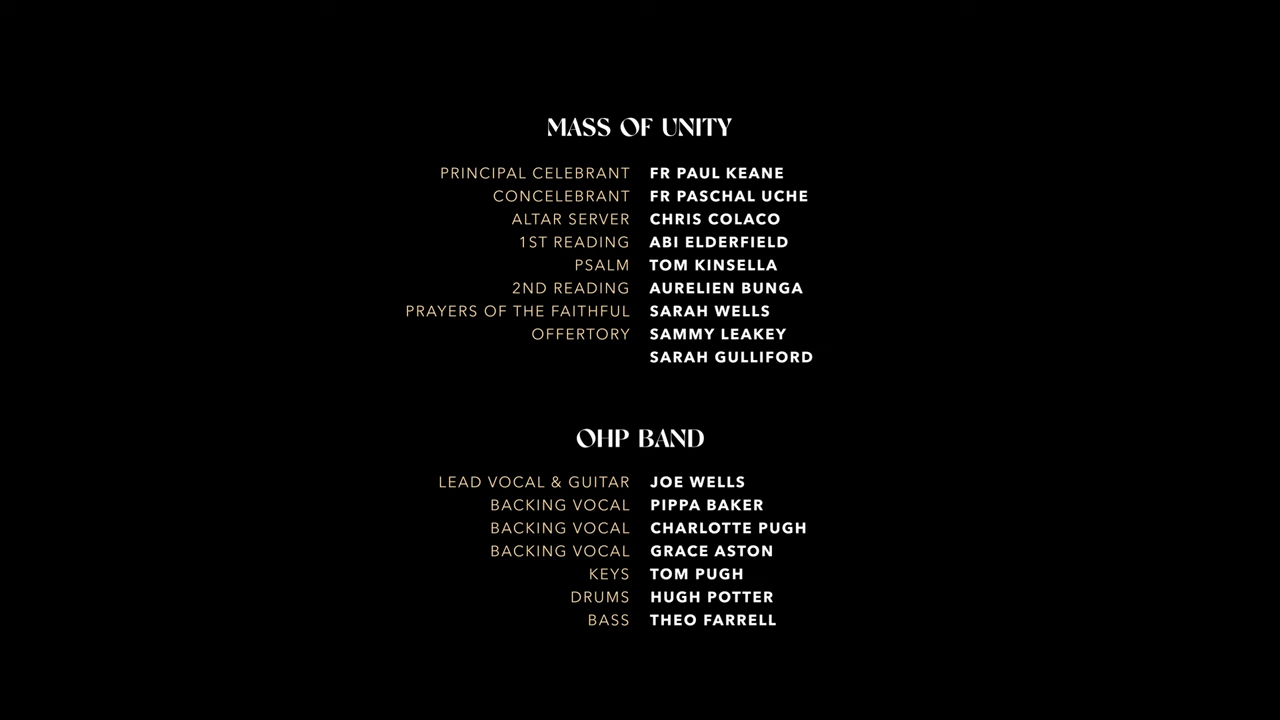 MASS OF UNITY
PRINCIPAL CELEBRANT FR PAUL KEANE
CONCELEBRANT FR PASCHAL UCHE
ALTAR SERVER CHRIS COLACO
1ST READING ABI ELDERFIELD
PSALM TOM KINSELLA
2ND READING AURELIEN BUNGA
PRAYERS OF THE FAITHFUL SARAH WELLS
OFFERTORY SAMMY LEAKEY
SARAH GULLIFORD
OHP BAND
LEAD VOCAL & GUITAR JOE WELLS
BACKING VOCAL PIPPA BAKER
BACKING VOCAL CHARLOTTE PUGH
BACKING VOCAL GRACE ASTON
KEYS TOM PUGH
DRUMS HUGH POTTER
BASS THEO FARRELL